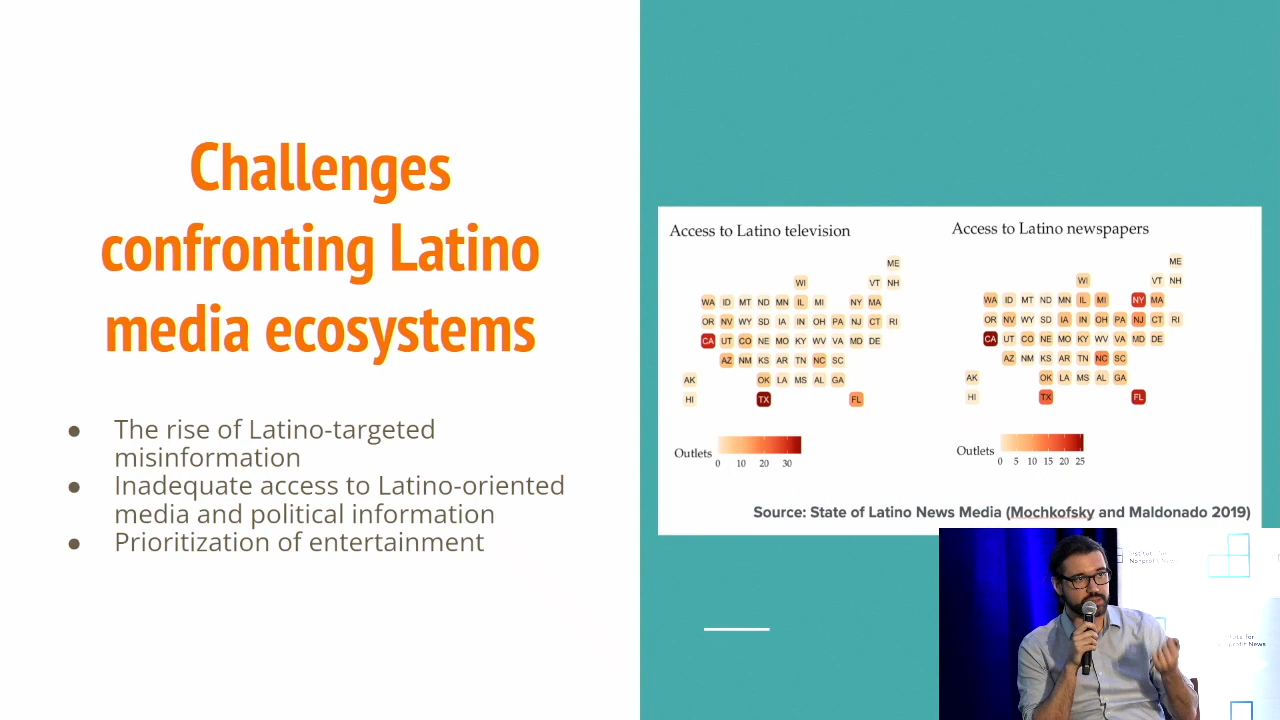 Challenges
confronting Latino
media ecosystems
● The rise of Latino-targeted
misinformation
● Inadequate access to Latino-oriented
media and political information
● Prioritization of entertainment
Access to Latino television
ME
WI VT NH
WA ID MT ND MN IL MI NY MA
OR NV WY SD IA IN OH PA NJ CT RI
CA UT CO NE MO KY WV VA MD DE
AZ NM KS AR TN NC SC
AK OK LA MS AL GA
HI TX FL
Outlets
0 10 20 30
Access to Latino newspapers
ME
WI VT NH
WA ID MT ND MN IL MI NY MA
OR NV WY SD IA IN OH PA NJ CT RI
CA UT CO NE MO KY WV VA MD DE
AZ NM KS AR TN NC SC
AK OK LA MS AL GA
HI TX FL
Outlets
0 5 10 15 20 25
Source: State of Latino News Media (Mochkofsky and Maldonado 2019)
Institute for
Nonprofit News